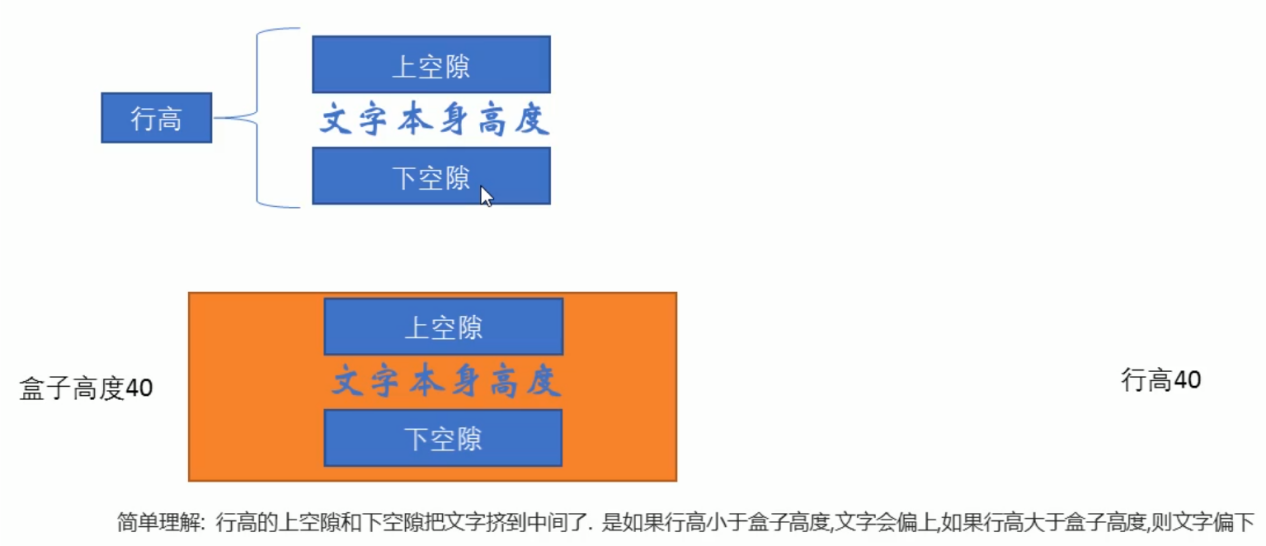 上空隙
行高
文字本身高度
下空隙
上空隙
文字本身高度
盒子高度40
行高40
下空隙
简单理解: 行高的上空隙和下空隙把文字挤到中间了. 是如果行高小于盒子高度,文字会偏上,如果行高大于盒子高度,则文字偏下